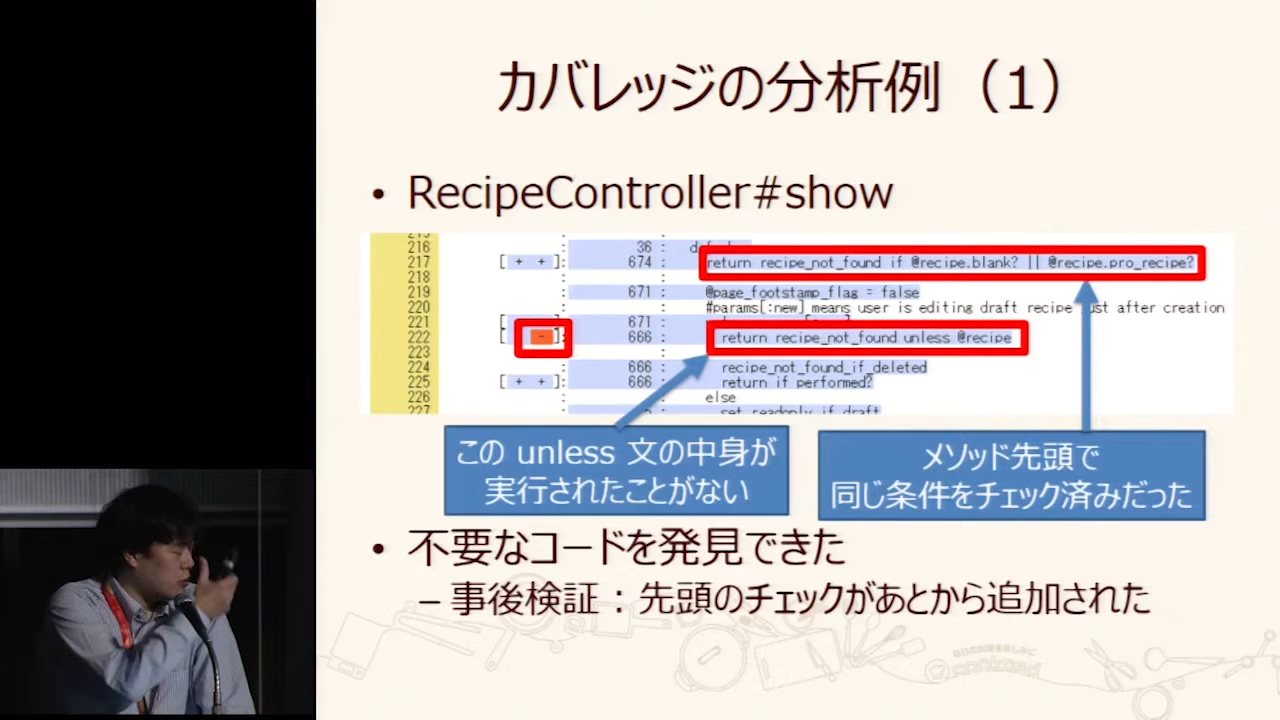 カバレッジの分析例（1）
• RecipeController#show
216 36 :
217 [ + + ]: 674 : return recipe_not_found if @recipe.blank? || @recipe.pro_recipe?
218 :
219 : 671 : @page_footstamp_flag = false
220 : : #params[:new] means user is editing draft recipe just after creation
221 [ 671 :
222 [ - ]: 666 : return recipe_not_found unless @recipe
223 : :
224 : 666 : recipe_not_found_if_deleted
225 [ + + ]: 666 : return if performed?
226 : : else
227 : set_readonly_if_draft
この unless 文の中身が
実行されたことがない
メソッド先頭で
同じ条件をチェック済みだった
• 不要なコードを発見できた
– 事後検証：先頭のチェックがあとから追加された
cookpad